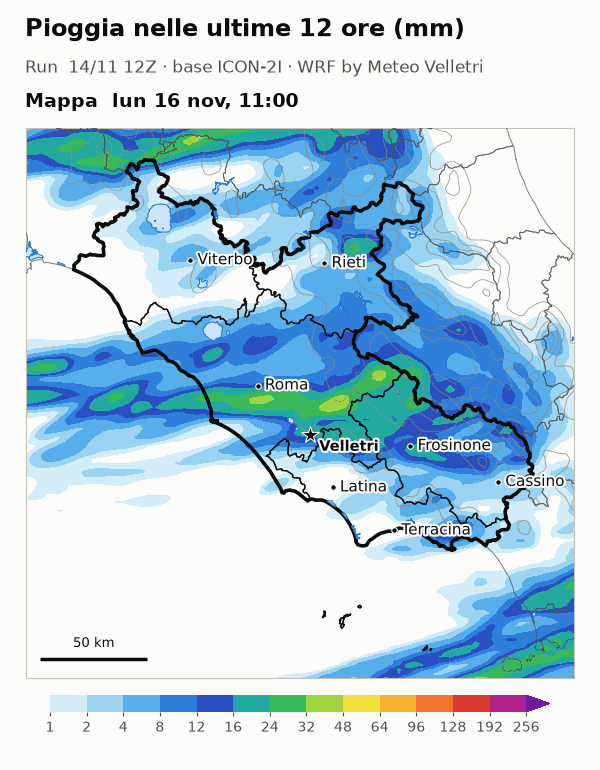 Pioggia nelle ultime 12 ore (mm)
Run  14/11 12Z · base ICON-2I · WRF by Meteo Velletri
Mappa  lun 16 nov, 11:00
Viterbo
Rieti
Roma
Velletri
Frosinone
Latina
Cassino
Terracina
50 km
1 2 4 8 12 16 24 32 48 64 96 128 192 256